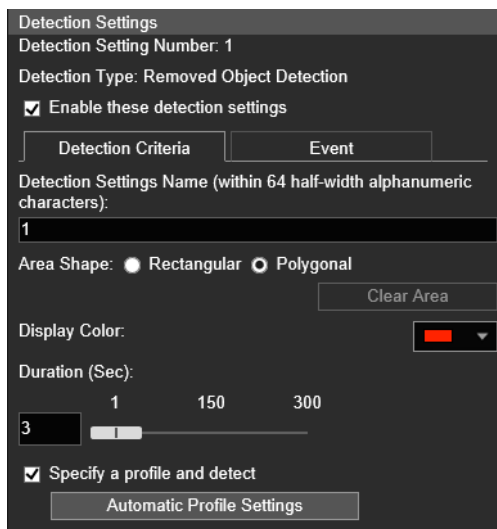 Detection Settings
Detection Setting Number: 1
Detection Type: Removed Object Detection
Enable these detection settings
Detection Criteria Event
Detection Settings Name (within 64 half-width alphanumeric
characters):
1
Area Shape: Rectangular Polygonal
Clear Area
Display Color:
Duration (Sec):
1 150 300
3
Specify a profile and detect
Automatic Profile Settings